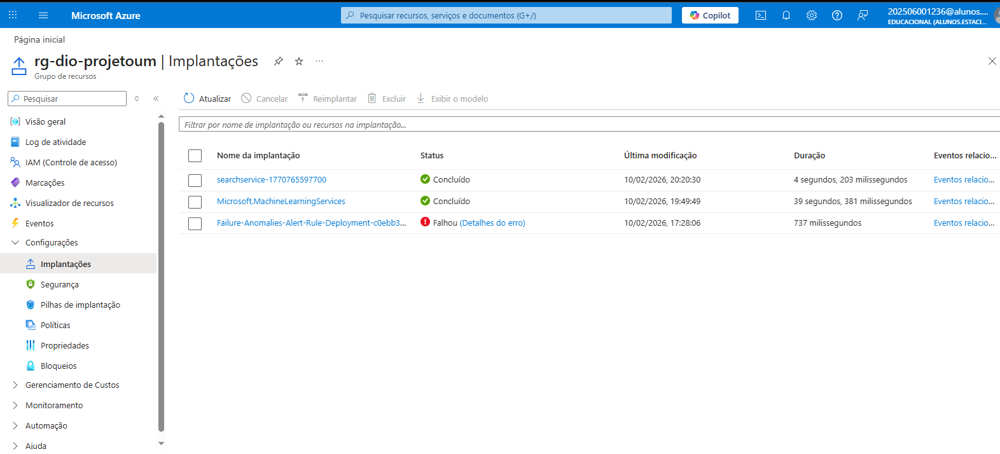 Microsoft Azure
Pesquisar recursos, serviços e documentos (G+/)
Copilot
202506001236@alunos....
EDUCACIONAL (ALUNOS.ESTACI...
Página inicial
rg-dio-projetoum | Implantações
Grupo de recursos
Pesquisar
Atualizar
Cancelar
Reimplantar
Excluir
Exibir o modelo
Visão geral
Log de atividade
IAM (Controle de acesso)
Marcações
Visualizador de recursos
Eventos
Configurações
Implantações
Segurança
Pilhas de implantação
Políticas
Propriedades
Bloqueios
Gerenciamento de Custos
Monitoramento
Automação
Ajuda
Filtrar por nome de implantação ou recursos na implantação...
Nome da implantação Status Última modificação Duração Eventos relacio...
searchservice-1770765597700 Concluído 10/02/2026, 20:20:30 4 segundos, 203 milissegundos Eventos relacio...
Microsoft.MachineLearningServices Concluído 10/02/2026, 19:49:49 39 segundos, 381 milissegundos Eventos relacio...
Failure-Anomalies-Alert-Rule-Deployment-c0ebb3... Falhou (Detalhes do erro) 10/02/2026, 17:28:06 737 milissegundos Eventos relacio...